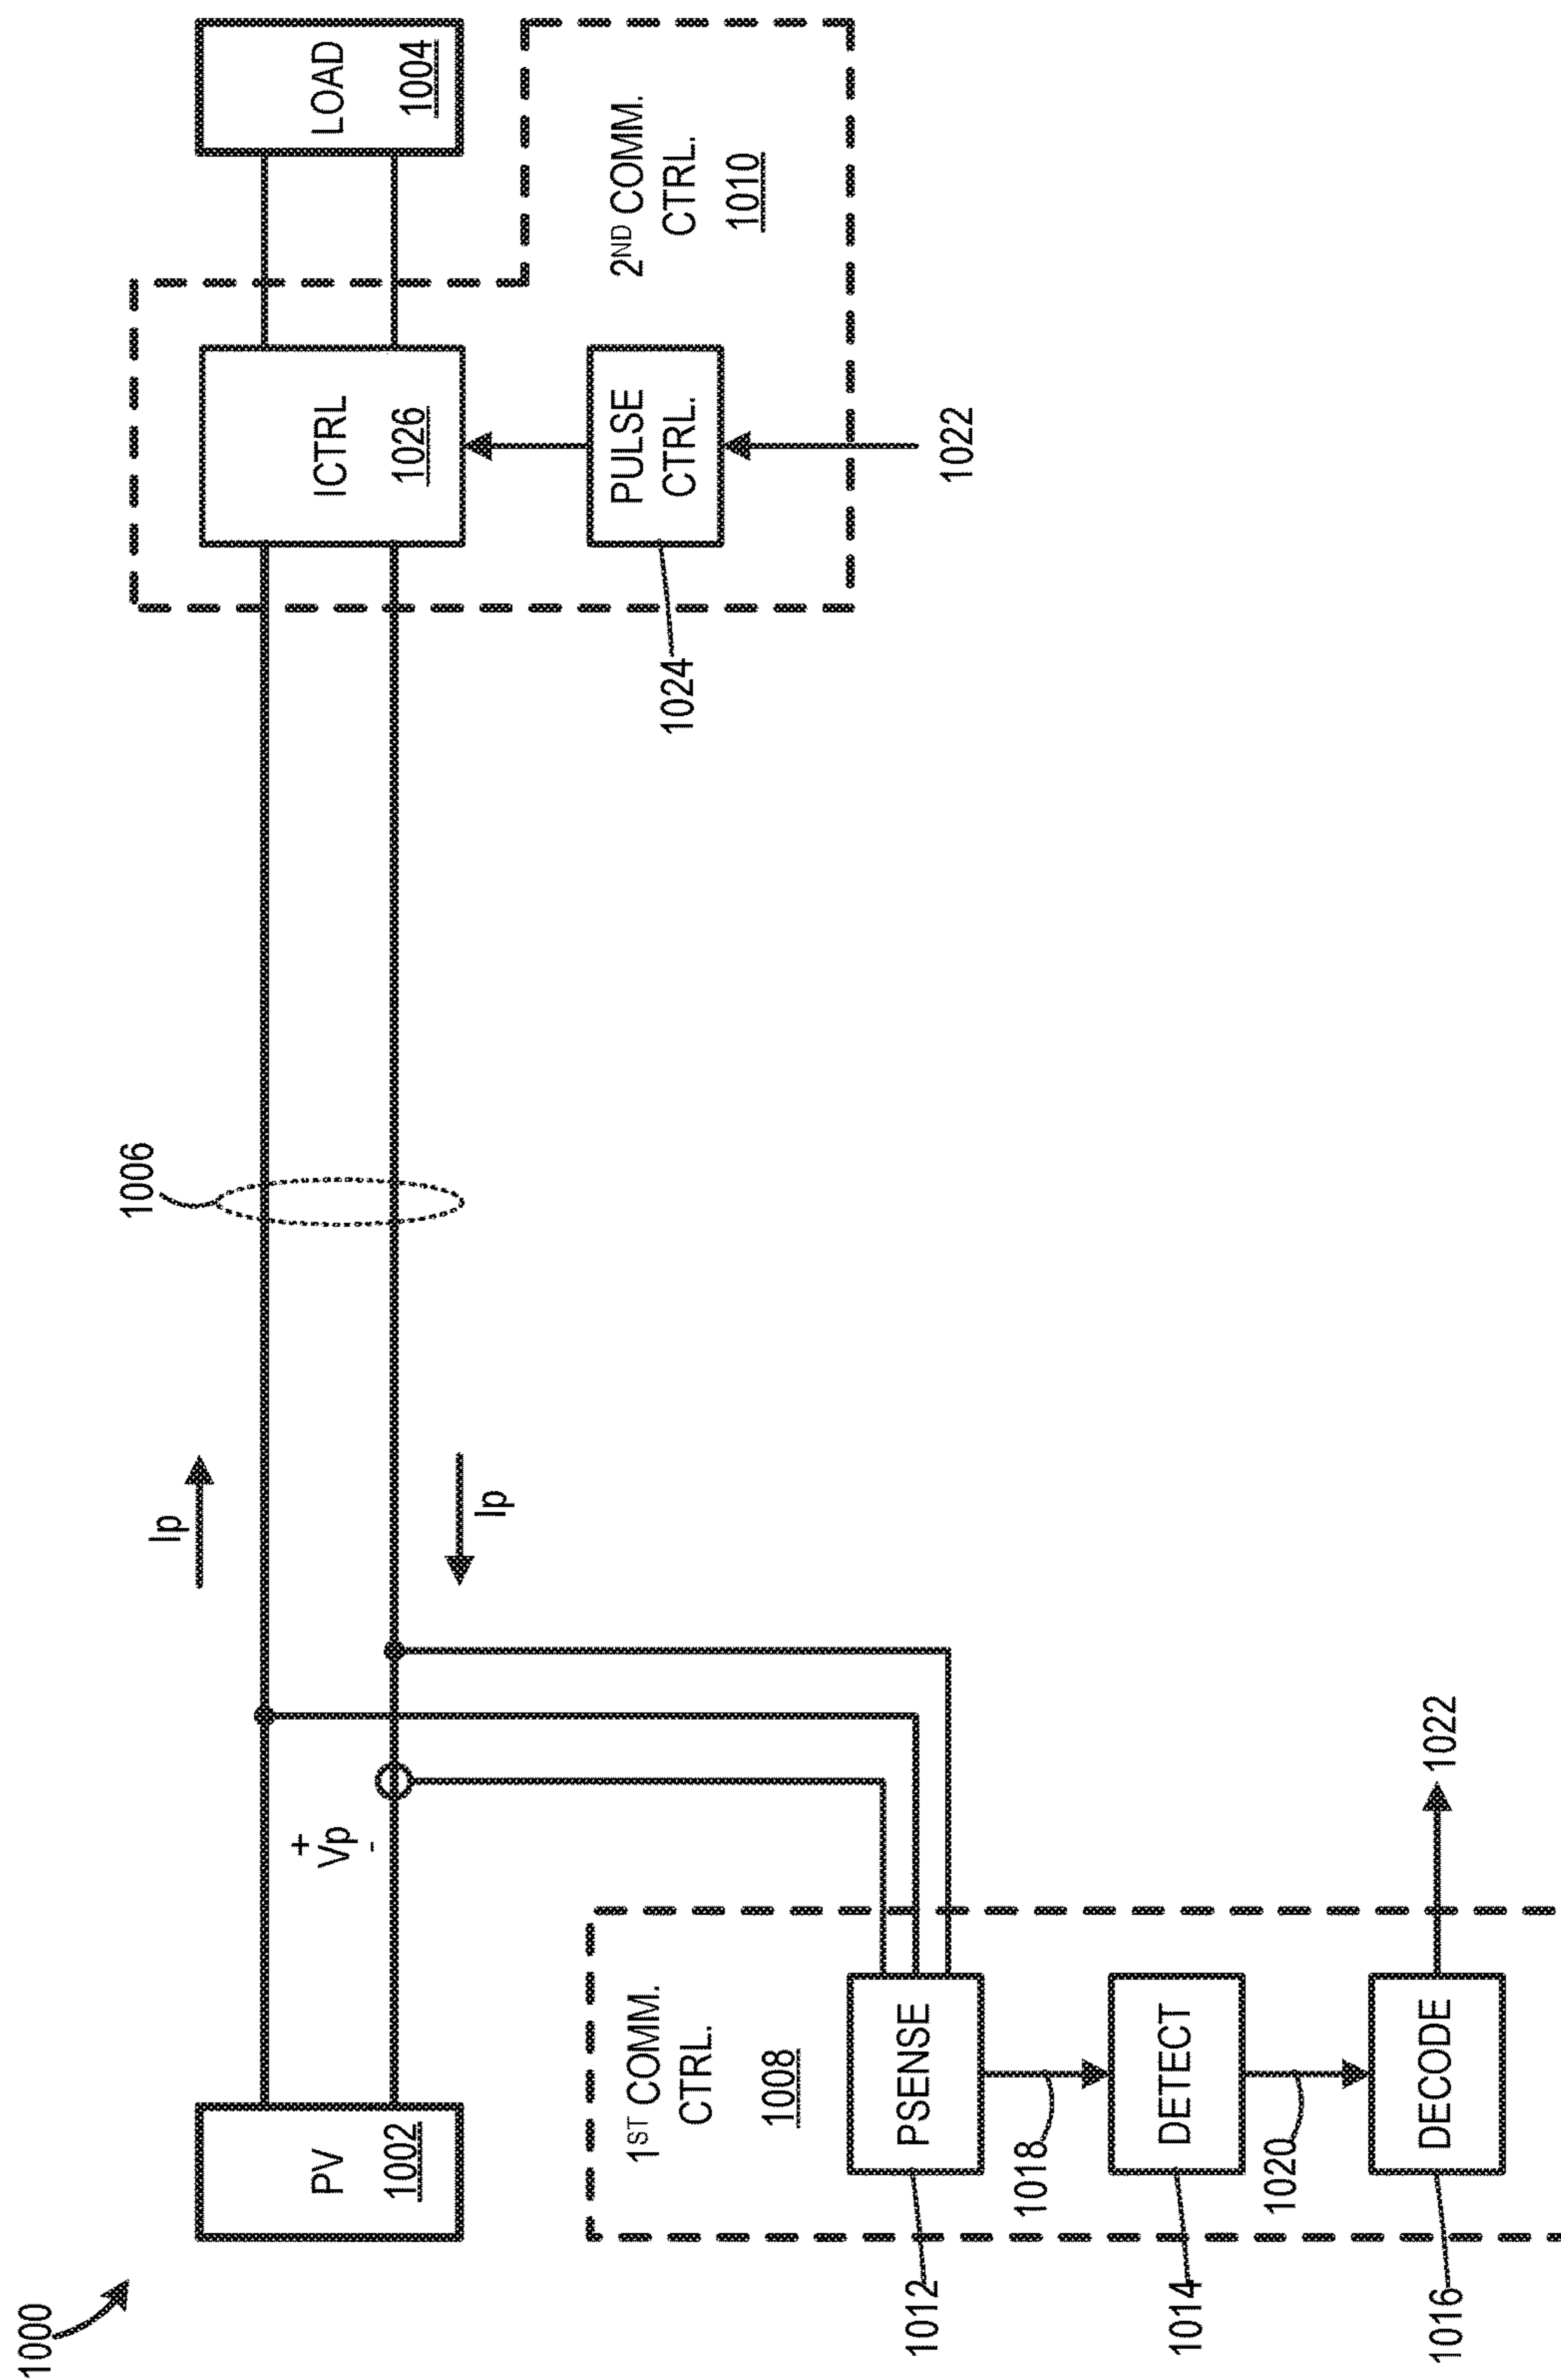 1000
PV
1002
+
Vp
-
Ip
Ip
1006
ICTRL
1026
LOAD
1004
PULSE
CTRL.
1024
1022
2ND COMM.
CTRL.
1010
1ST COMM.
CTRL.
1008
PSENSE
1012
1018
DETECT
1014
1020
DECODE
1016
1022